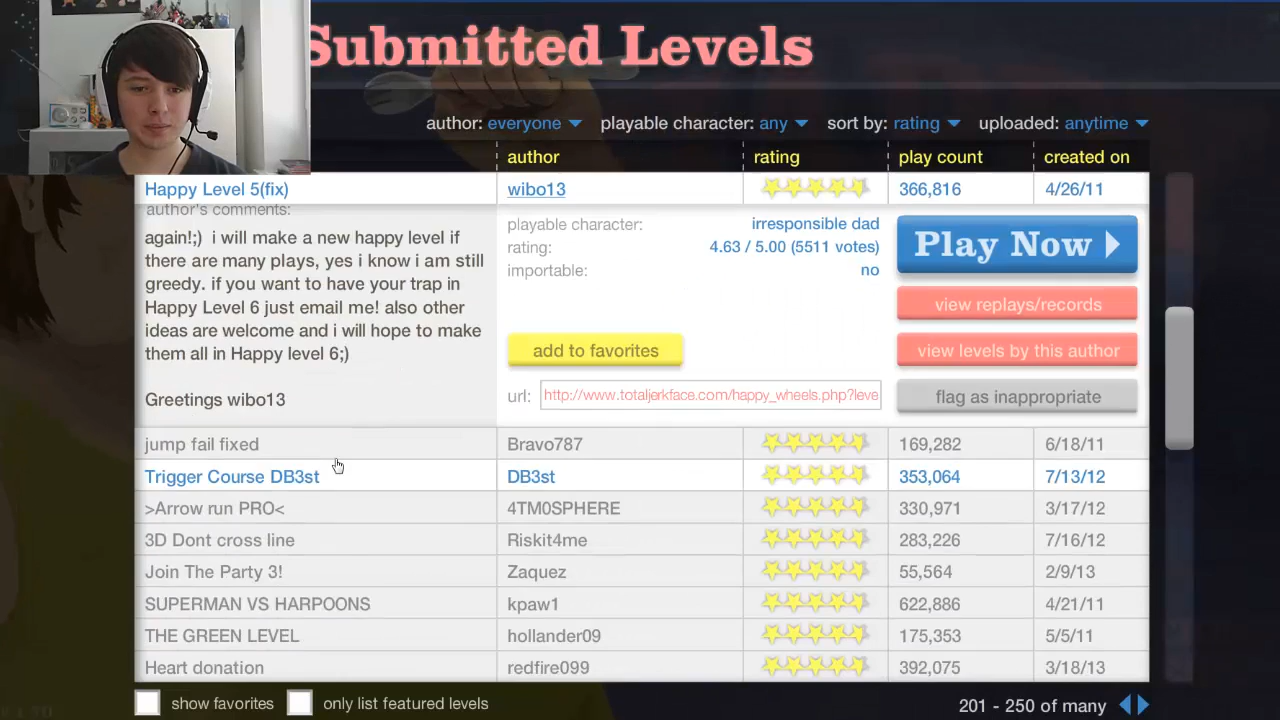 Submitted Levels
author: everyone playable character: any sort by: rating uploaded: anytime
author rating play count created on
Happy Level 5(fix) wibo13 366,816 4/26/11
author's comments:
again!;) i will make a new happy level if
there are many plays, yes i know i am still
greedy. if you want to have your trap in
Happy Level 6 just email me! also other
ideas are welcome and i will hope to make
them all in Happy level 6;)
Greetings wibo13
playable character: irresponsible dad
rating: 4.63 / 5.00 (5511 votes)
importable: no
add to favorites
url: http://www.totaljerkface.com/happy_wheels.php?leve
Play Now
view replays/records
view levels by this author
flag as inappropriate
jump fail fixed Bravo787 169,282 6/18/11
Trigger Course DB3st DB3st 353,064 7/13/12
>Arrow run PRO< 4TM0SPHERE 330,971 3/17/12
3D Dont cross line Riskit4me 283,226 7/16/12
Join The Party 3! Zaquez 55,564 2/9/13
SUPERMAN VS HARPOONS kpaw1 622,886 4/21/11
THE GREEN LEVEL hollander09 175,353 5/5/11
Heart donation redfire099 392,075 3/18/13
show favorites only list featured levels 201 - 250 of many